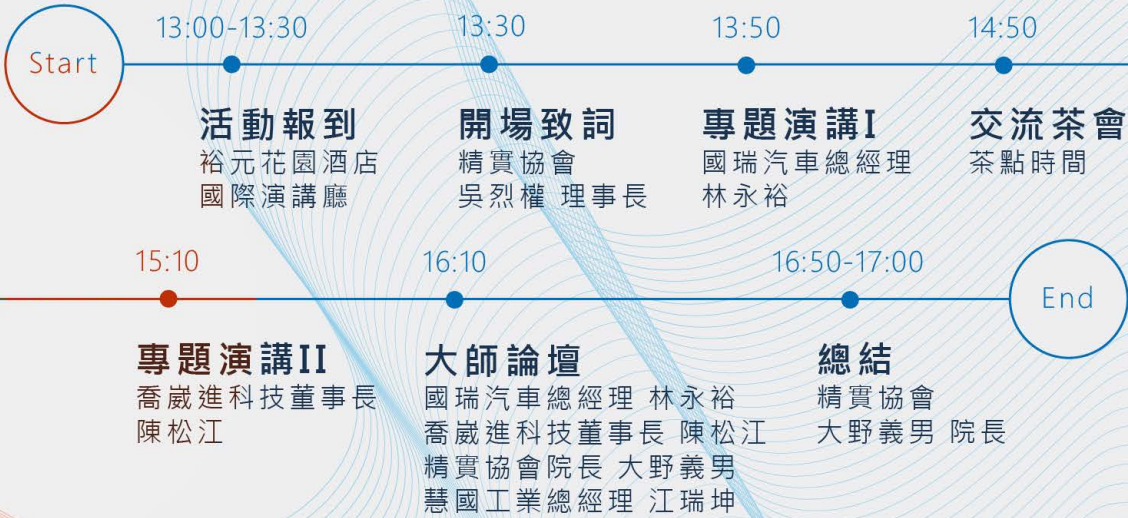 Start
13:00-13:30
活動報到
裕元花園酒店
國際演講廳
13:30
開場致詞
精實協會
吳烈權 理事長
13:50
專題演講I
國瑞汽車總經理
林永裕
14:50
交流茶會
茶點時間
15:10
專題演講II
喬崴進科技董事長
陳松江
16:10
大師論壇
國瑞汽車總經理 林永裕
喬崴進科技董事長 陳松江
精實協會院長 大野義男
慧國工業總經理 江瑞坤
16:50-17:00
總結
精實協會
大野義男 院長
End